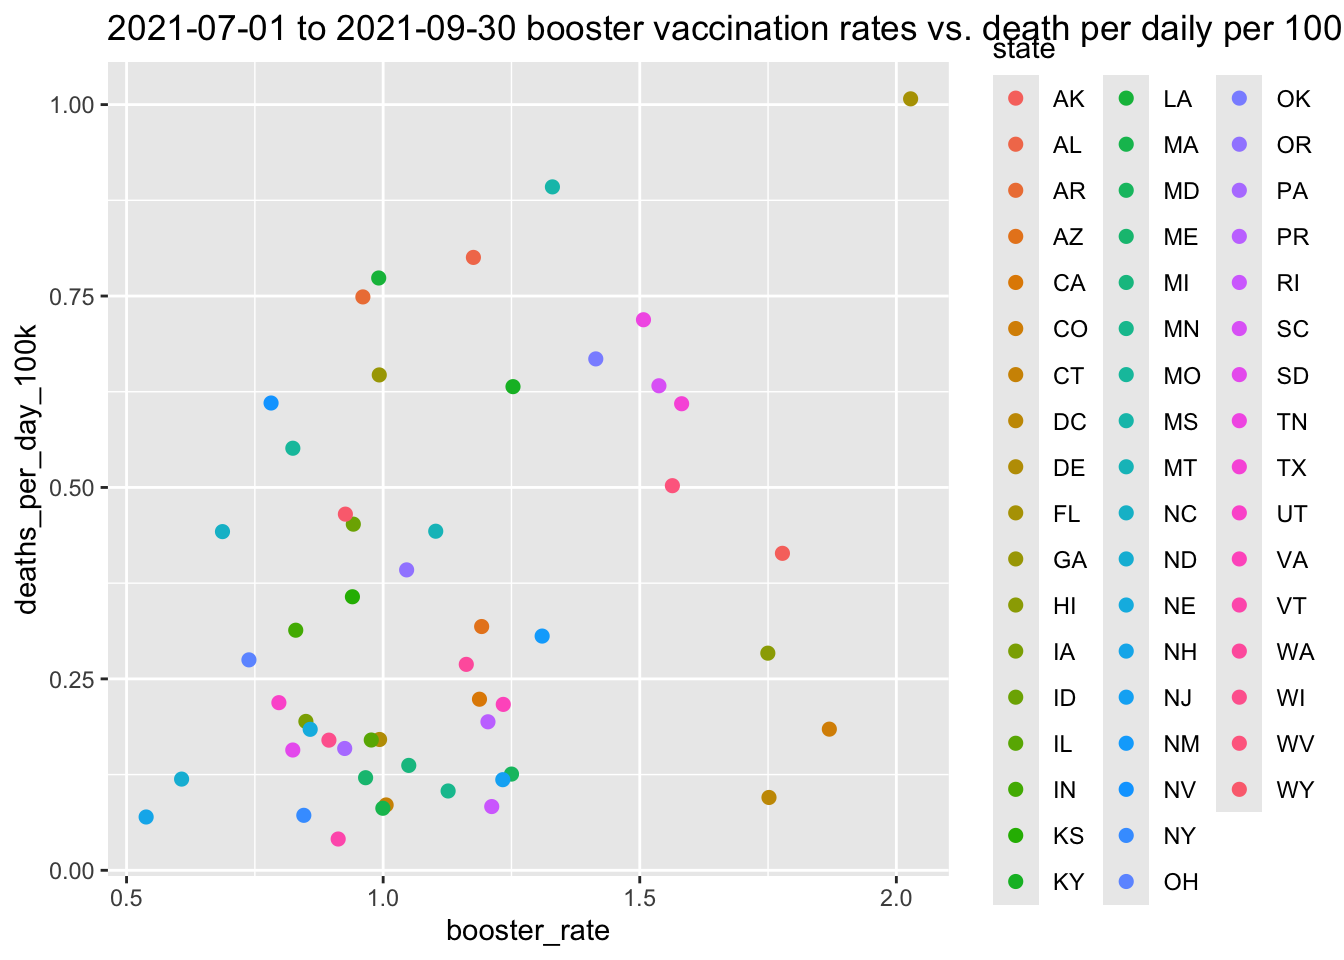 2021-07-01 to 2021-09-30 booster vaccination rates vs. death per daily per 100
state
AK
AL
AR
AZ
CA
CO
CT
DC
DE
FL
GA
HI
IA
ID
IL
IN
KS
KY
LA
MA
MD
ME
MI
MN
MO
MS
MT
NC
ND
NE
NH
NJ
NM
NV
NY
OH
OK
OR
PA
PR
RI
SC
SD
TN
TX
UT
VA
VT
WA
WI
WV
WY
deaths_per_day_100k
1.00
0.75
0.50
0.25
0.00
0.5
1.0
1.5
2.0
booster_rate